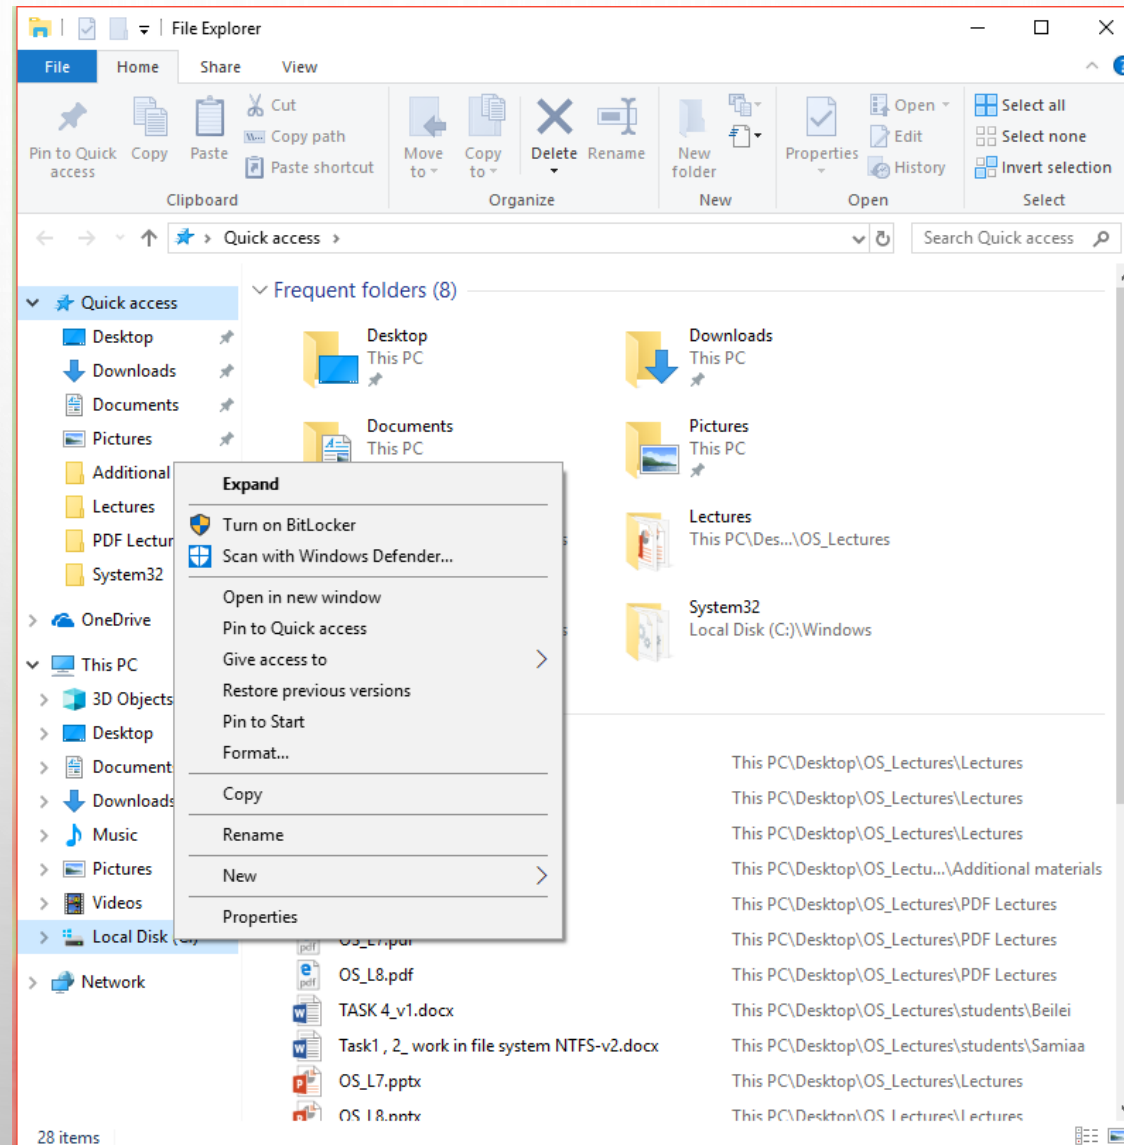 File Explorer
File Home Share View
Pin to Quick access
Copy
Paste
Cut
Copy path
Paste shortcut
Clipboard
Move to
Copy to
Delete
Rename
Organize
New folder
New
Properties
Open
Edit
History
Open
Select all
Select none
Invert selection
Select
Quick access
Search Quick access
Quick access
Desktop
Downloads
Documents
Pictures
Additional
Lectures
PDF Lectur
System32
OneDrive
This PC
3D Objects
Desktop
Document
Downloads
Music
Pictures
Videos
Local Disk (C:)
Network
Expand
Turn on BitLocker
Scan with Windows Defender...
Open in new window
Pin to Quick access
Give access to
Restore previous versions
Pin to Start
Format...
Copy
Rename
New
Properties
Frequent folders (8)
Desktop
This PC
Downloads
This PC
Documents
This PC
Pictures
This PC
Lectures
This PC\Des...\OS_Lectures
System32
Local Disk (C:)\Windows
This PC\Desktop\OS_Lectures\Lectures
This PC\Desktop\OS_Lectures\Lectures
This PC\Desktop\OS_Lectures\Lectures
This PC\Desktop\OS_Lectu...\Additional materials
This PC\Desktop\OS_Lectures\PDF Lectures
OS_L7.pdf This PC\Desktop\OS_Lectures\PDF Lectures
OS_L8.pdf This PC\Desktop\OS_Lectures\PDF Lectures
TASK 4_v1.docx This PC\Desktop\OS_Lectures\students\Beilei
Task1 , 2_ work in file system NTFS-v2.docx This PC\Desktop\OS_Lectures\students\Samiaa
OS_L7.pptx This PC\Desktop\OS_Lectures\Lectures
OS_L8.pptx This PC\Desktop\OS_Lectures\Lectures
28 items